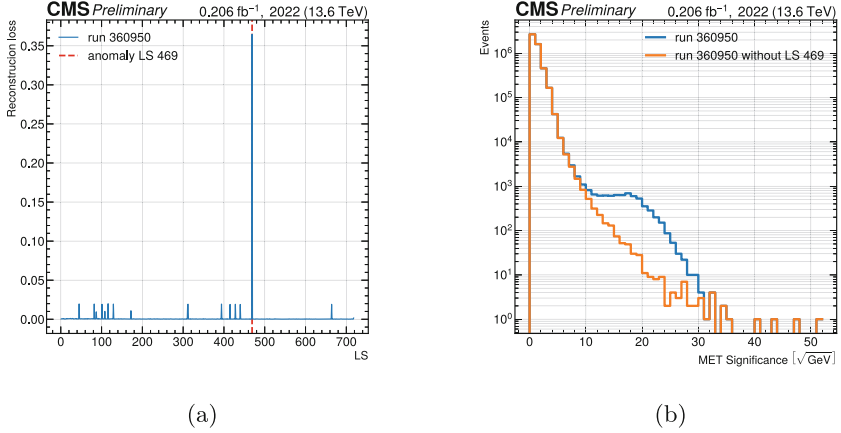 CMS Preliminary 0.206 fb⁻¹, 2022 (13.6 TeV)
Reconstrucion loss
0.35
0.30
0.25
0.20
0.15
0.10
0.05
0.00
run 360950
anomaly LS 469
0 100 200 300 400 500 600 700
LS
(a)
CMS Preliminary 0.206 fb⁻¹, 2022 (13.6 TeV)
Events
10⁶
10⁵
10⁴
10³
10²
10¹
10⁰
run 360950
run 360950 without LS 469
0 10 20 30 40 50
MET Significance [√GeV]
(b)